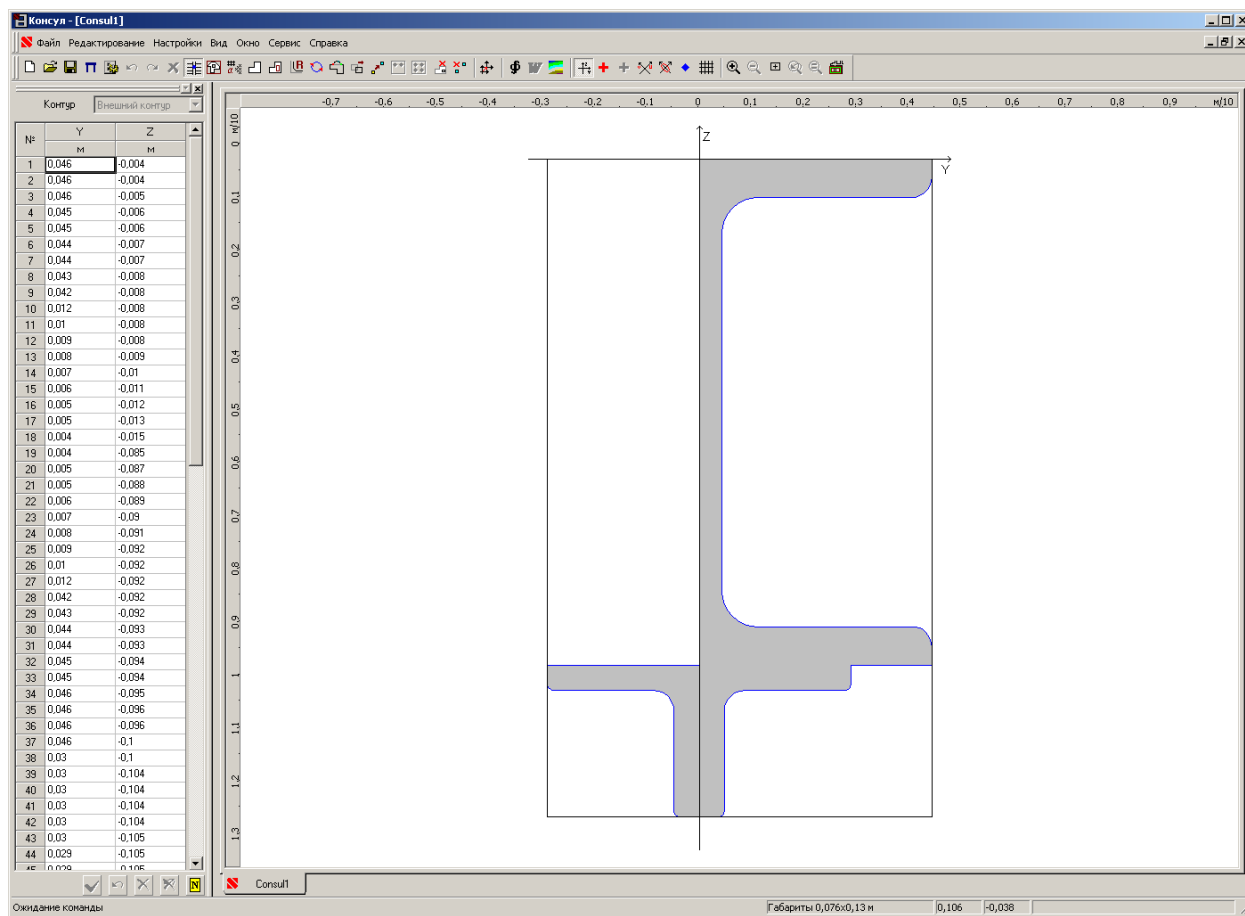 Консул - [Consul1]
Файл Редактирование Настройки Вид Окно Сервис Справка
Контур Внешний контур
№ Y Z
м м
1 0,046 -0,004
2 0,046 -0,004
3 0,046 -0,005
4 0,045 -0,006
5 0,045 -0,006
6 0,044 -0,007
7 0,044 -0,007
8 0,043 -0,008
9 0,042 -0,008
10 0,012 -0,008
11 0,01 -0,008
12 0,009 -0,008
13 0,008 -0,009
14 0,007 -0,01
15 0,006 -0,011
16 0,005 -0,012
17 0,005 -0,013
18 0,004 -0,015
19 0,004 -0,085
20 0,005 -0,087
21 0,005 -0,088
22 0,006 -0,089
23 0,007 -0,09
24 0,008 -0,091
25 0,009 -0,092
26 0,01 -0,092
27 0,012 -0,092
28 0,042 -0,092
29 0,043 -0,092
30 0,044 -0,093
31 0,044 -0,093
32 0,045 -0,094
33 0,045 -0,094
34 0,046 -0,095
35 0,046 -0,096
36 0,046 -0,096
37 0,046 -0,1
38 0,03 -0,1
39 0,03 -0,104
40 0,03 -0,104
41 0,03 -0,104
42 0,03 -0,104
43 0,03 -0,105
44 0,029 -0,105
45 0,029 -0,105
N
-0,7 -0,6 -0,5 -0,4 -0,3 -0,2 -0,1 0 0,1 0,2 0,3 0,4 0,5 0,6 0,7 0,8 0,9 м/10
м/10
0
0,1
0,2
0,3
0,4
0,5
0,6
0,7
0,8
0,9
1
1,1
1,2
1,3
Z
Y
Consul1
Ожидание команды
Габариты 0,076x0,13 м 0,106 -0,038